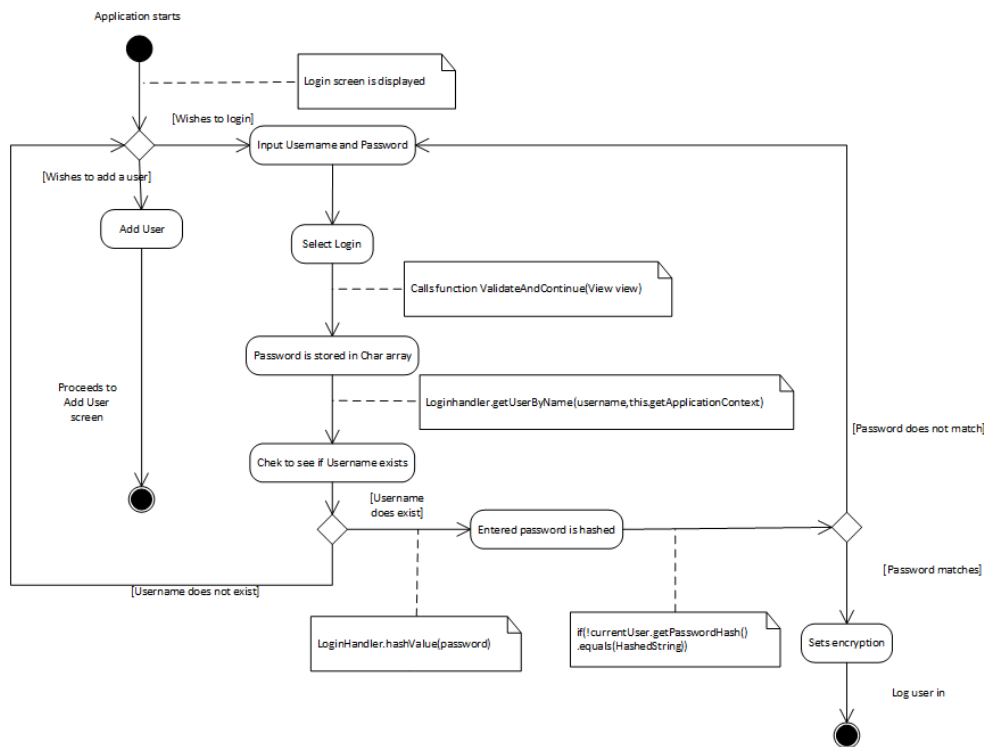 Application starts
Login screen is displayed
[Wishes to login]
Input Username and Password
[Wishes to add a user]
Add User
Select Login
Calls function ValidateAndContinue(View view)
Password is stored in Char array
Proceeds to
Add User
screen
Loginhandler.getUserByName(username,this.getApplicationContext)
[Password does not match]
Chek to see if Username exists
[Username
does exist]
Entered password is hashed
[Password matches]
[Username does not exist]
LoginHandler.hashValue(password)
if(!currentUser.getPasswordHash()
.equals(HashedString))
Sets encryption
Log user in